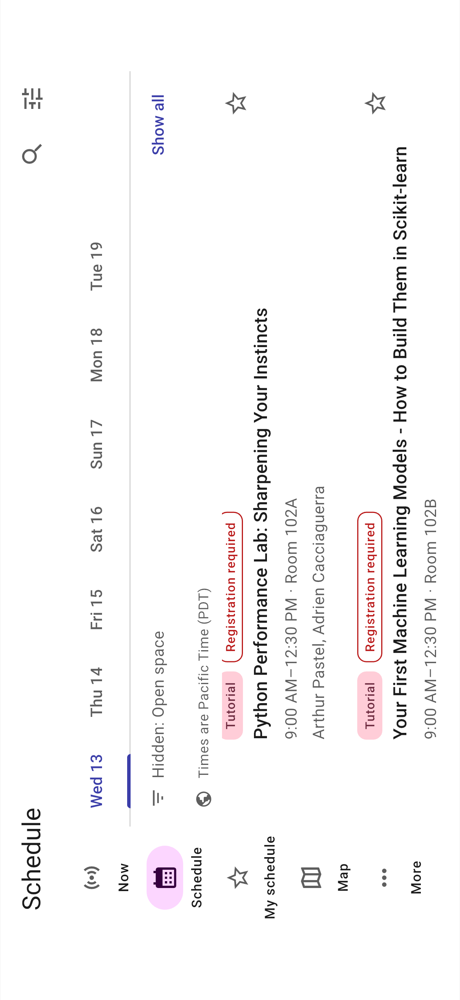 Schedule
Now
Schedule
My schedule
Map
More
Wed 13
Thu 14
Fri 15
Sat 16
Sun 17
Mon 18
Tue 19
Hidden: Open space
Show all
Times are Pacific Time (PDT)
Tutorial
Registration required
Python Performance Lab: Sharpening Your Instincts
9:00 AM–12:30 PM · Room 102A
Arthur Pastel, Adrien Cacciaguerra
Tutorial
Registration required
Your First Machine Learning Models - How to Build Them in Scikit-learn
9:00 AM–12:30 PM · Room 102B